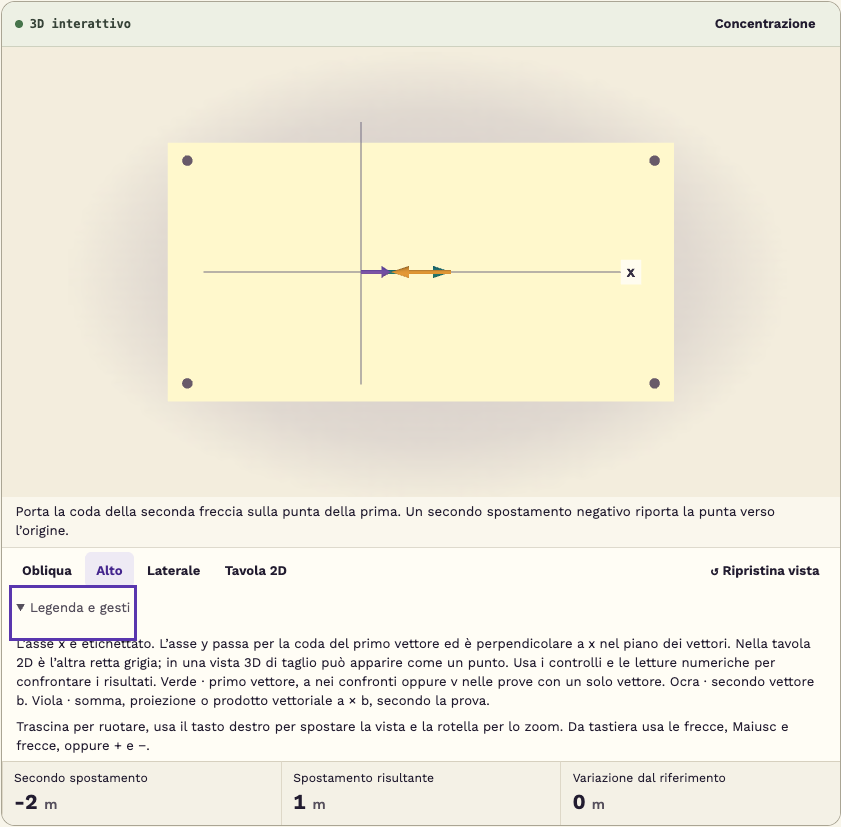 3D interattivo
Concentrazione
x
Porta la coda della seconda freccia sulla punta della prima. Un secondo spostamento negativo riporta la punta verso
l’origine.
Obliqua
Alto
Laterale
Tavola 2D
↺ Ripristina vista
▼ Legenda e gesti
L’asse x è etichettato. L’asse y passa per la coda del primo vettore ed è perpendicolare a x nel piano dei vettori. Nella tavola
2D è l’altra retta grigia; in una vista 3D di taglio può apparire come un punto. Usa i controlli e le letture numeriche per
confrontare i risultati. Verde · primo vettore, a nei confronti oppure v nelle prove con un solo vettore. Ocra · secondo vettore
b. Viola · somma, proiezione o prodotto vettoriale a × b, secondo la prova.
Trascina per ruotare, usa il tasto destro per spostare la vista e la rotella per lo zoom. Da tastiera usa le frecce, Maiusc e
frecce, oppure + e −.
Secondo spostamento
-2 m
Spostamento risultante
1 m
Variazione dal riferimento
0 m